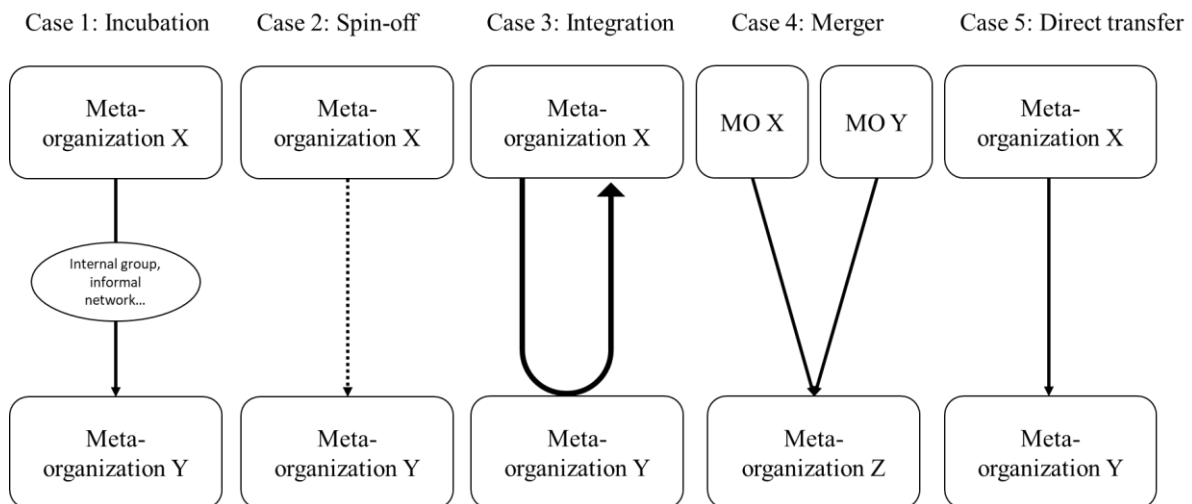 Case 1: Incubation
Case 2: Spin-off
Case 3: Integration
Case 4: Merger
Case 5: Direct transfer
Meta-
organization X
Meta-
organization X
Meta-
organization X
MO X
MO Y
Meta-
organization X
Internal group,
informal
network...
Meta-
organization Y
Meta-
organization Y
Meta-
organization Y
Meta-
organization Z
Meta-
organization Y